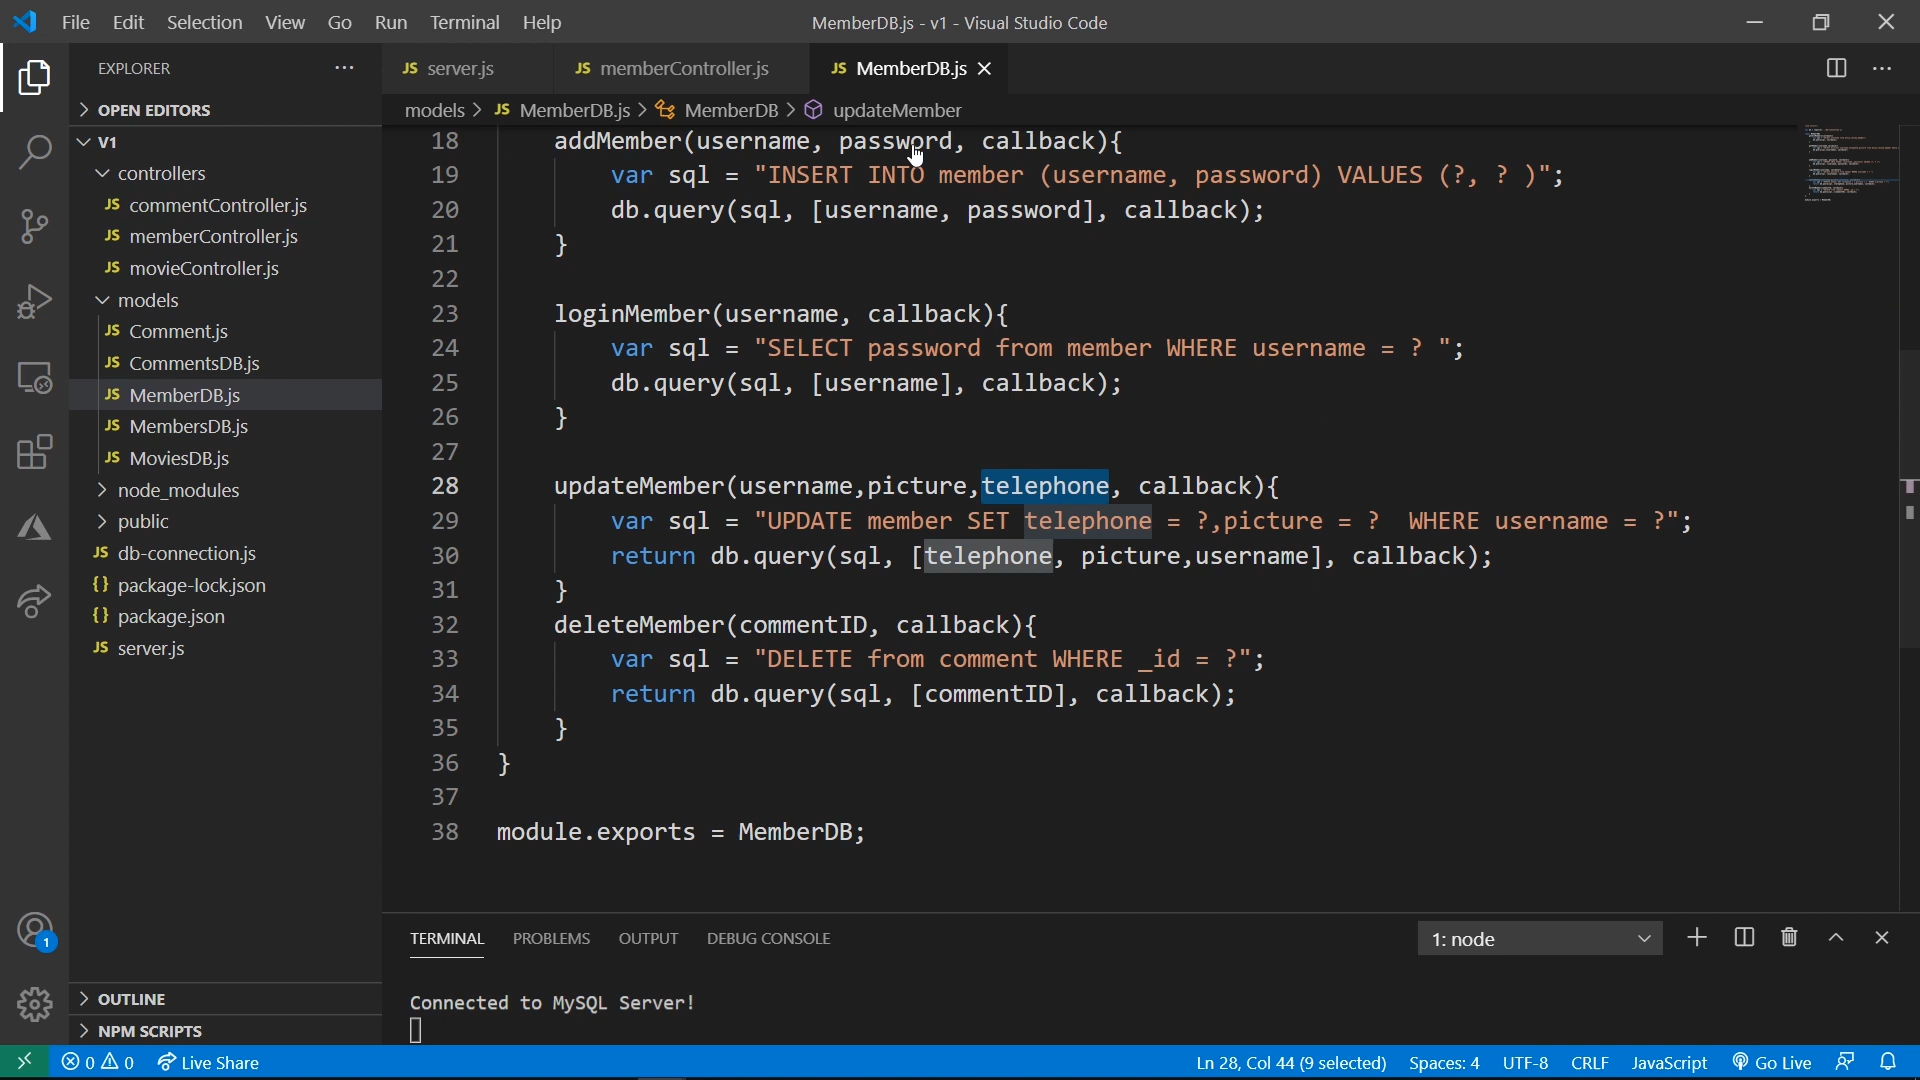 File Edit Selection View Go Run Terminal Help
MemberDB.js - v1 - Visual Studio Code
EXPLORER
OPEN EDITORS
V1
controllers
JS commentController.js
JS memberController.js
JS movieController.js
models
JS Comment.js
JS CommentsDB.js
JS MemberDB.js
JS MembersDB.js
JS MoviesDB.js
node_modules
public
JS db-connection.js
{} package-lock.json
{} package.json
JS server.js
OUTLINE
NPM SCRIPTS
JS server.js
JS memberController.js
JS MemberDB.js
models > JS MemberDB.js > MemberDB > updateMember
18 addMember(username, password, callback){
19 var sql = "INSERT INTO member (username, password) VALUES (?, ? )";
20 db.query(sql, [username, password], callback);
21 }
22
23 loginMember(username, callback){
24 var sql = "SELECT password from member WHERE username = ? ";
25 db.query(sql, [username], callback);
26 }
27
28 updateMember(username,picture,telephone, callback){
29 var sql = "UPDATE member SET telephone = ?,picture = ?  WHERE username = ?";
30 return db.query(sql, [telephone, picture,username], callback);
31 }
32 deleteMember(commentID, callback){
33 var sql = "DELETE from comment WHERE _id = ?";
34 return db.query(sql, [commentID], callback);
35 }
36 }
37
38 module.exports = MemberDB;
TERMINAL PROBLEMS OUTPUT DEBUG CONSOLE
1: node
Connected to MySQL Server!
1
0 0 Live Share
Ln 28, Col 44 (9 selected) Spaces: 4 UTF-8 CRLF JavaScript Go Live